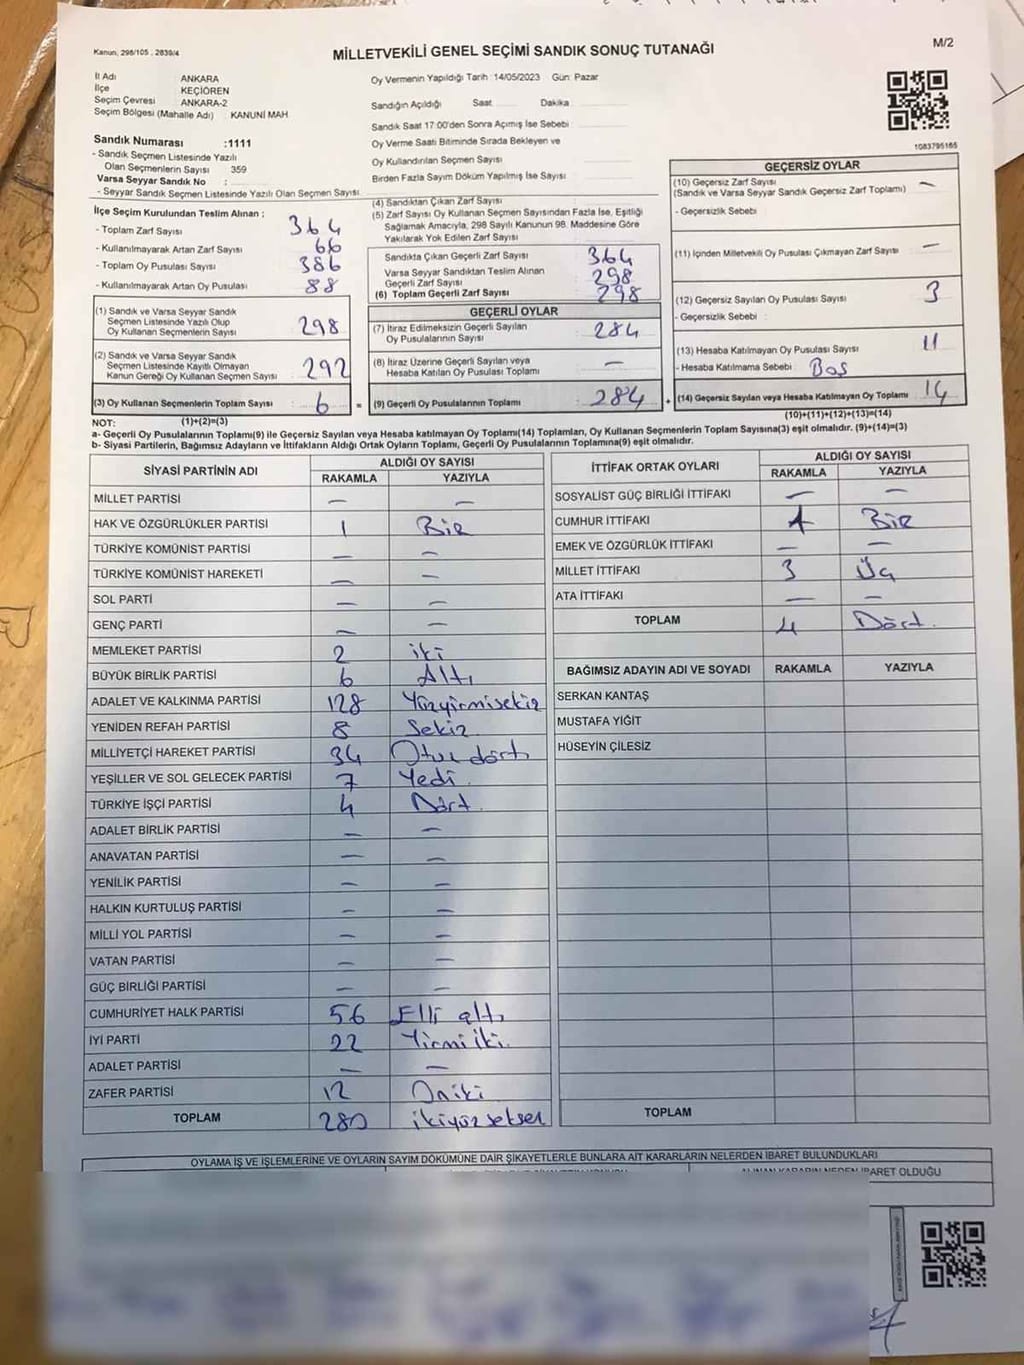 Kanun, 298/105 . 2839/4
MİLLETVEKİLİ GENEL SEÇİMİ SANDIK SONUÇ TUTANAĞI
M/2
İl Adı ANKARA
İlçe KEÇİÖREN
Seçim Çevresi ANKARA-2
Seçim Bölgesi (Mahalle Adı) : KANUNİ MAH
Oy Vermenin Yapıldığı Tarih :14/05/2023 Gün: Pazar
Sandığın Açıldığı Saat Dakika
Sandık Saat 17:00'den Sonra Açımış İse Sebebi
Oy Verme Saati Bitiminde Sırada Bekleyen ve
Oy Kullandırılan Seçmen Sayısı
Birden Fazla Sayım Döküm Yapılmış İse Sayısı
1083795165
Sandık Numarası :1111
- Sandık Seçmen Listesinde Yazılı
Olan Seçmenlerin Sayısı 359
Varsa Seyyar Sandık No :
- Seyyar Sandık Seçmen Listesinde Yazılı Olan Seçmen Sayısı
İlçe Seçim Kurulundan Teslim Alınan ;
- Toplam Zarf Sayısı 364
- Kullanılmayarak Artan Zarf Sayısı 66
- Toplam Oy Pusulası Sayısı 386
- Kullanılmayarak Artan Oy Pusulası 88
(1) Sandık ve Varsa Seyyar Sandık
Seçmen Listesinde Yazılı Olup
Oy Kullanan Seçmenlerin Sayısı 298
(2) Sandık ve Varsa Seyyar Sandık
Seçmen Listesinde Kayıtlı Olmayan
Kanun Gereği Oy Kullanan Seçmen Sayısı 292
(3) Oy Kullanan Seçmenlerin Toplam Sayısı : 6 =
(1)+(2)=(3)
(4) Sandıktan Çıkan Zarf Sayısı
(5) Zarf Sayısı Oy Kullanan Seçmen Sayısından Fazla İse, Eşitliği
Sağlamak Amacıyla, 298 Sayılı Kanunun 98. Maddesine Göre
Yakılarak Yok Edilen Zarf Sayısı
Sandıkta Çıkan Geçerli Zarf Sayısı 364
Varsa Seyyar Sandıktan Teslim Alınan
Geçerli Zarf Sayısı 298
(6) Toplam Geçerli Zarf Sayısı 298
GEÇERLİ OYLAR
(7) İtiraz Edilmeksizin Geçerli Sayılan
Oy Pusulalarının Sayısı 284
(8) İtiraz Üzerine Geçerli Sayılan veya
Hesaba Katılan Oy Pusulası Toplamı —
(9) Geçerli Oy Pusulalarının Toplamı : 284 +
GEÇERSİZ OYLAR
(10) Geçersiz Zarf Sayısı —
(Sandık ve Varsa Seyyar Sandık Geçersiz Zarf Toplamı)
- Geçersizlik Sebebi
(11) İçinden Milletvekili Oy Pusulası Çıkmayan Zarf Sayısı —
(12) Geçersiz Sayılan Oy Pusulası Sayısı 3
- Geçersizlik Sebebi :
(13) Hesaba Katılmayan Oy Pusulası Sayısı 11
- Hesaba Katılmama Sebebi : Boş
(14) Geçersiz Sayılan veya Hesaba Katılmayan Oy Toplamı 14
(10)+(11)+(12)+(13)=(14)
NOT:
a- Geçerli Oy Pusulalarının Toplamı(9) ile Geçersiz Sayılan veya Hesaba katılmayan Oy Toplamı(14) Toplamları, Oy Kullanan Seçmenlerin Toplam Sayısına(3) eşit olmalıdır. (9)+(14)=(3)
b- Siyasi Partilerin, Bağımsız Adayların ve İttifakların Aldığı Ortak Oyların Toplamı, Geçerli Oy Pusulalarının Toplamına(9) eşit olmalıdır.
SİYASİ PARTİNİN ADI ALDIĞI OY SAYISI
RAKAMLA YAZIYLA
MİLLET PARTİSİ — —
HAK VE ÖZGÜRLÜKLER PARTİSİ 1 Bir
TÜRKİYE KOMÜNİST PARTİSİ — —
TÜRKİYE KOMÜNİST HAREKETİ — —
SOL PARTİ — —
GENÇ PARTİ — —
MEMLEKET PARTİSİ 2 iki
BÜYÜK BİRLİK PARTİSİ 6 Altı
ADALET VE KALKINMA PARTİSİ 128 Yüzyirmisekiz
YENİDEN REFAH PARTİSİ 8 Sekiz
MİLLİYETÇİ HAREKET PARTİSİ 34 Otuz dört
YEŞİLLER VE SOL GELECEK PARTİSİ 7 Yedi
TÜRKİYE İŞÇİ PARTİSİ 4 Dört
ADALET BİRLİK PARTİSİ — —
ANAVATAN PARTİSİ — —
YENİLİK PARTİSİ — —
HALKIN KURTULUŞ PARTİSİ — —
MİLLİ YOL PARTİSİ — —
VATAN PARTİSİ — —
GÜÇ BİRLİĞİ PARTİSİ — —
CUMHURİYET HALK PARTİSİ 56 Elli altı
İYİ PARTİ 22 Yirmi iki.
ADALET PARTİSİ — —
ZAFER PARTİSİ 12 Oniki
TOPLAM 280 ikiyüz seksen
İTTİFAK ORTAK OYLARI ALDIĞI OY SAYISI
RAKAMLA YAZIYLA
SOSYALİST GÜÇ BİRLİĞİ İTTİFAKI — —
CUMHUR İTTİFAKI 1 Bir
EMEK VE ÖZGÜRLÜK İTTİFAKI — —
MİLLET İTTİFAKI 3 Üç
ATA İTTİFAKI — —
TOPLAM 4 Dört.
BAĞIMSIZ ADAYIN ADI VE SOYADI RAKAMLA YAZIYLA
SERKAN KANTAŞ
MUSTAFA YİĞİT
HÜSEYİN ÇİLESİZ
TOPLAM
OYLAMA İŞ VE İŞLEMLERİNE VE OYLARIN SAYIM DÖKÜMÜNE DAİR ŞİKAYETLERLE BUNLARA AİT KARARLARIN NELERDEN İBARET BULUNDUKLARI
ALINAN KARARIN NEDEN İBARET OLDUĞU